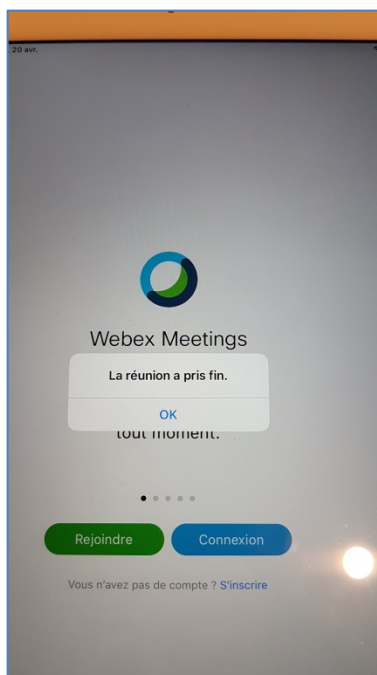 20 avr.
Webex Meetings
La réunion a pris fin.
OK
tout moment.
Rejoindre
Connexion
Vous n'avez pas de compte ? S'inscrire